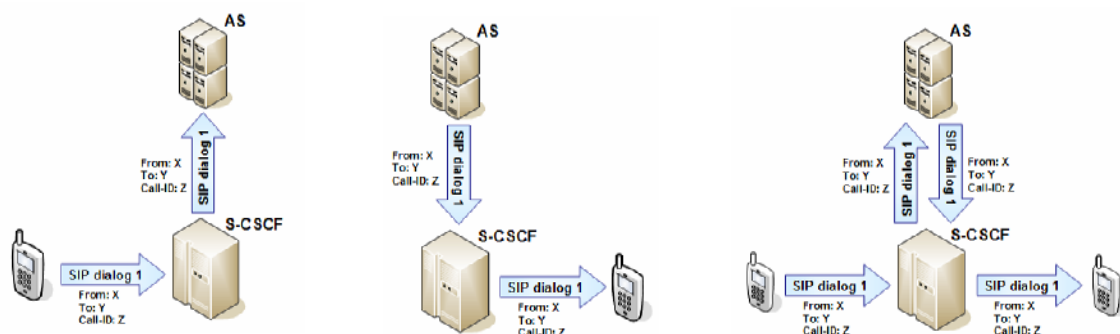 AS
SIP dialog 1
From: X
To: Y
Call-ID: Z
S-CSCF
SIP dialog 1
From: X
To: Y
Call-ID: Z
AS
SIP dialog 1
From: X
To: Y
Call-ID: Z
S-CSCF
SIP dialog 1
From: X
To: Y
Call-ID: Z
AS
SIP dialog 1
From: X
To: Y
Call-ID: Z
SIP dialog 1
From: X
To: Y
Call-ID: Z
S-CSCF
SIP dialog 1
From: X
To: Y
Call-ID: Z
SIP dialog 1
From: X
To: Y
Call-ID: Z